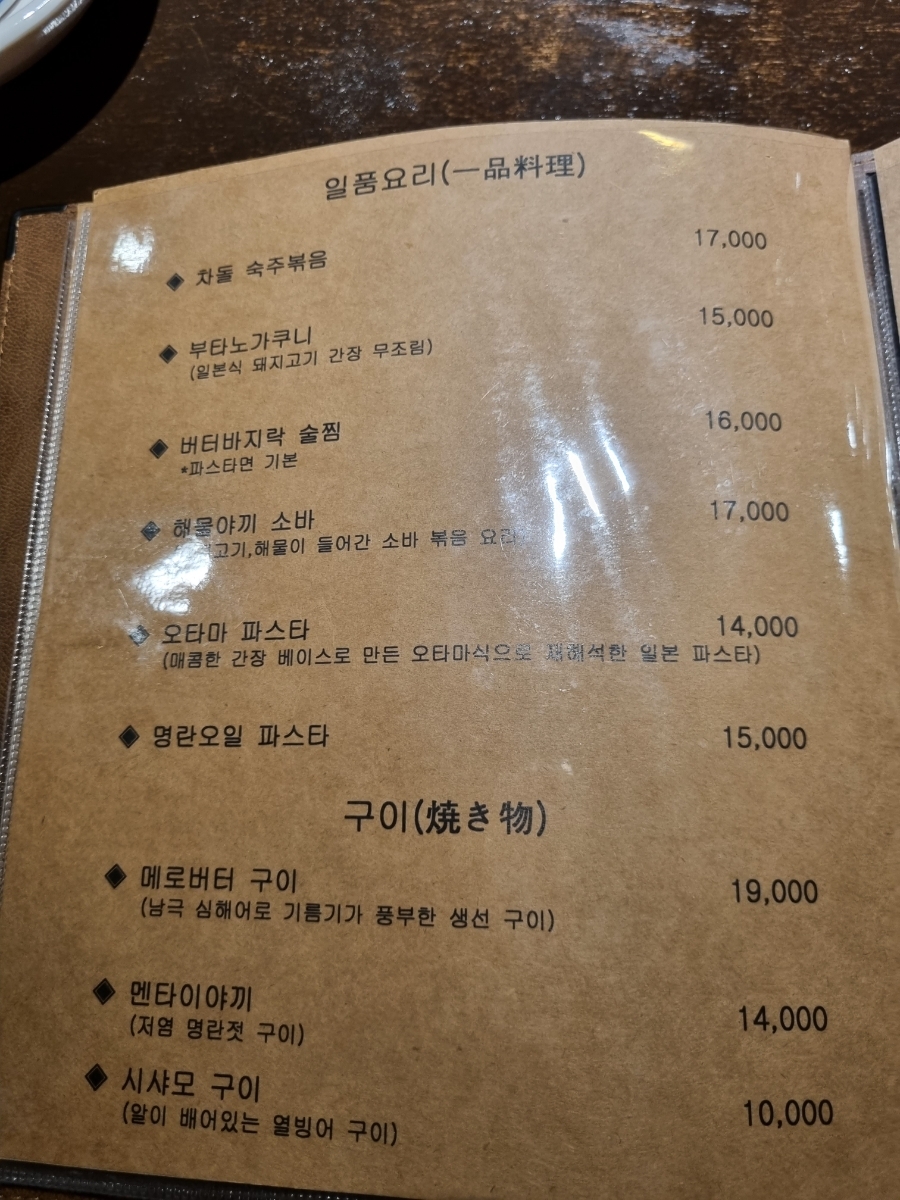 일품요리(一品料理)
◆ 차돌 숙주볶음 17,000
◆ 부타노가쿠니 15,000
(일본식 돼지고기 간장 무조림)
◆ 버터바지락 술찜 16,000
*파스타면 기본
◆ 해물야끼 소바 17,000
고기,해물이 들어간 소바 볶음 요리
◆ 오타마 파스타 14,000
(매콤한 간장 베이스로 만든 오타마식으로 재해석한 일본 파스타)
◆ 명란오일 파스타 15,000
구이(焼き物)
◆ 메로버터 구이 19,000
(남극 심해어로 기름기가 풍부한 생선 구이)
◆ 멘타이야끼 14,000
(저염 명란젓 구이)
◆ 시샤모 구이 10,000
(알이 배어있는 열빙어 구이)